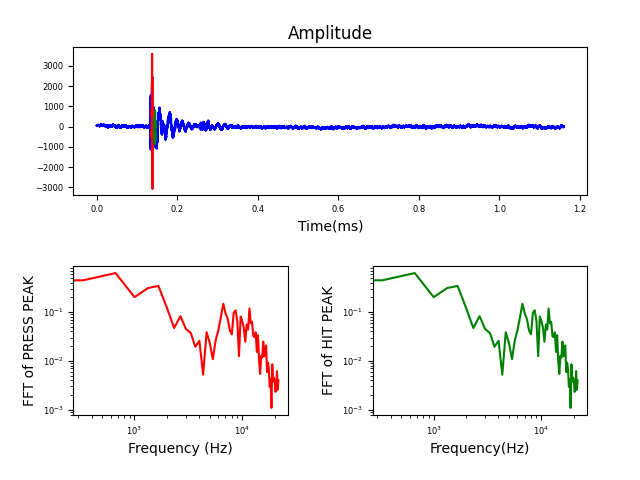 Amplitude
3000
2000
1000
0
−1000
−2000
−3000
0.0 0.2 0.4 0.6 0.8 1.0 1.2
Time(ms)
FFT of PRESS PEAK
10⁻¹
10⁻²
10⁻³
10³ 10⁴
Frequency (Hz)
FFT of HIT PEAK
10⁻¹
10⁻²
10⁻³
10³ 10⁴
Frequency(Hz)